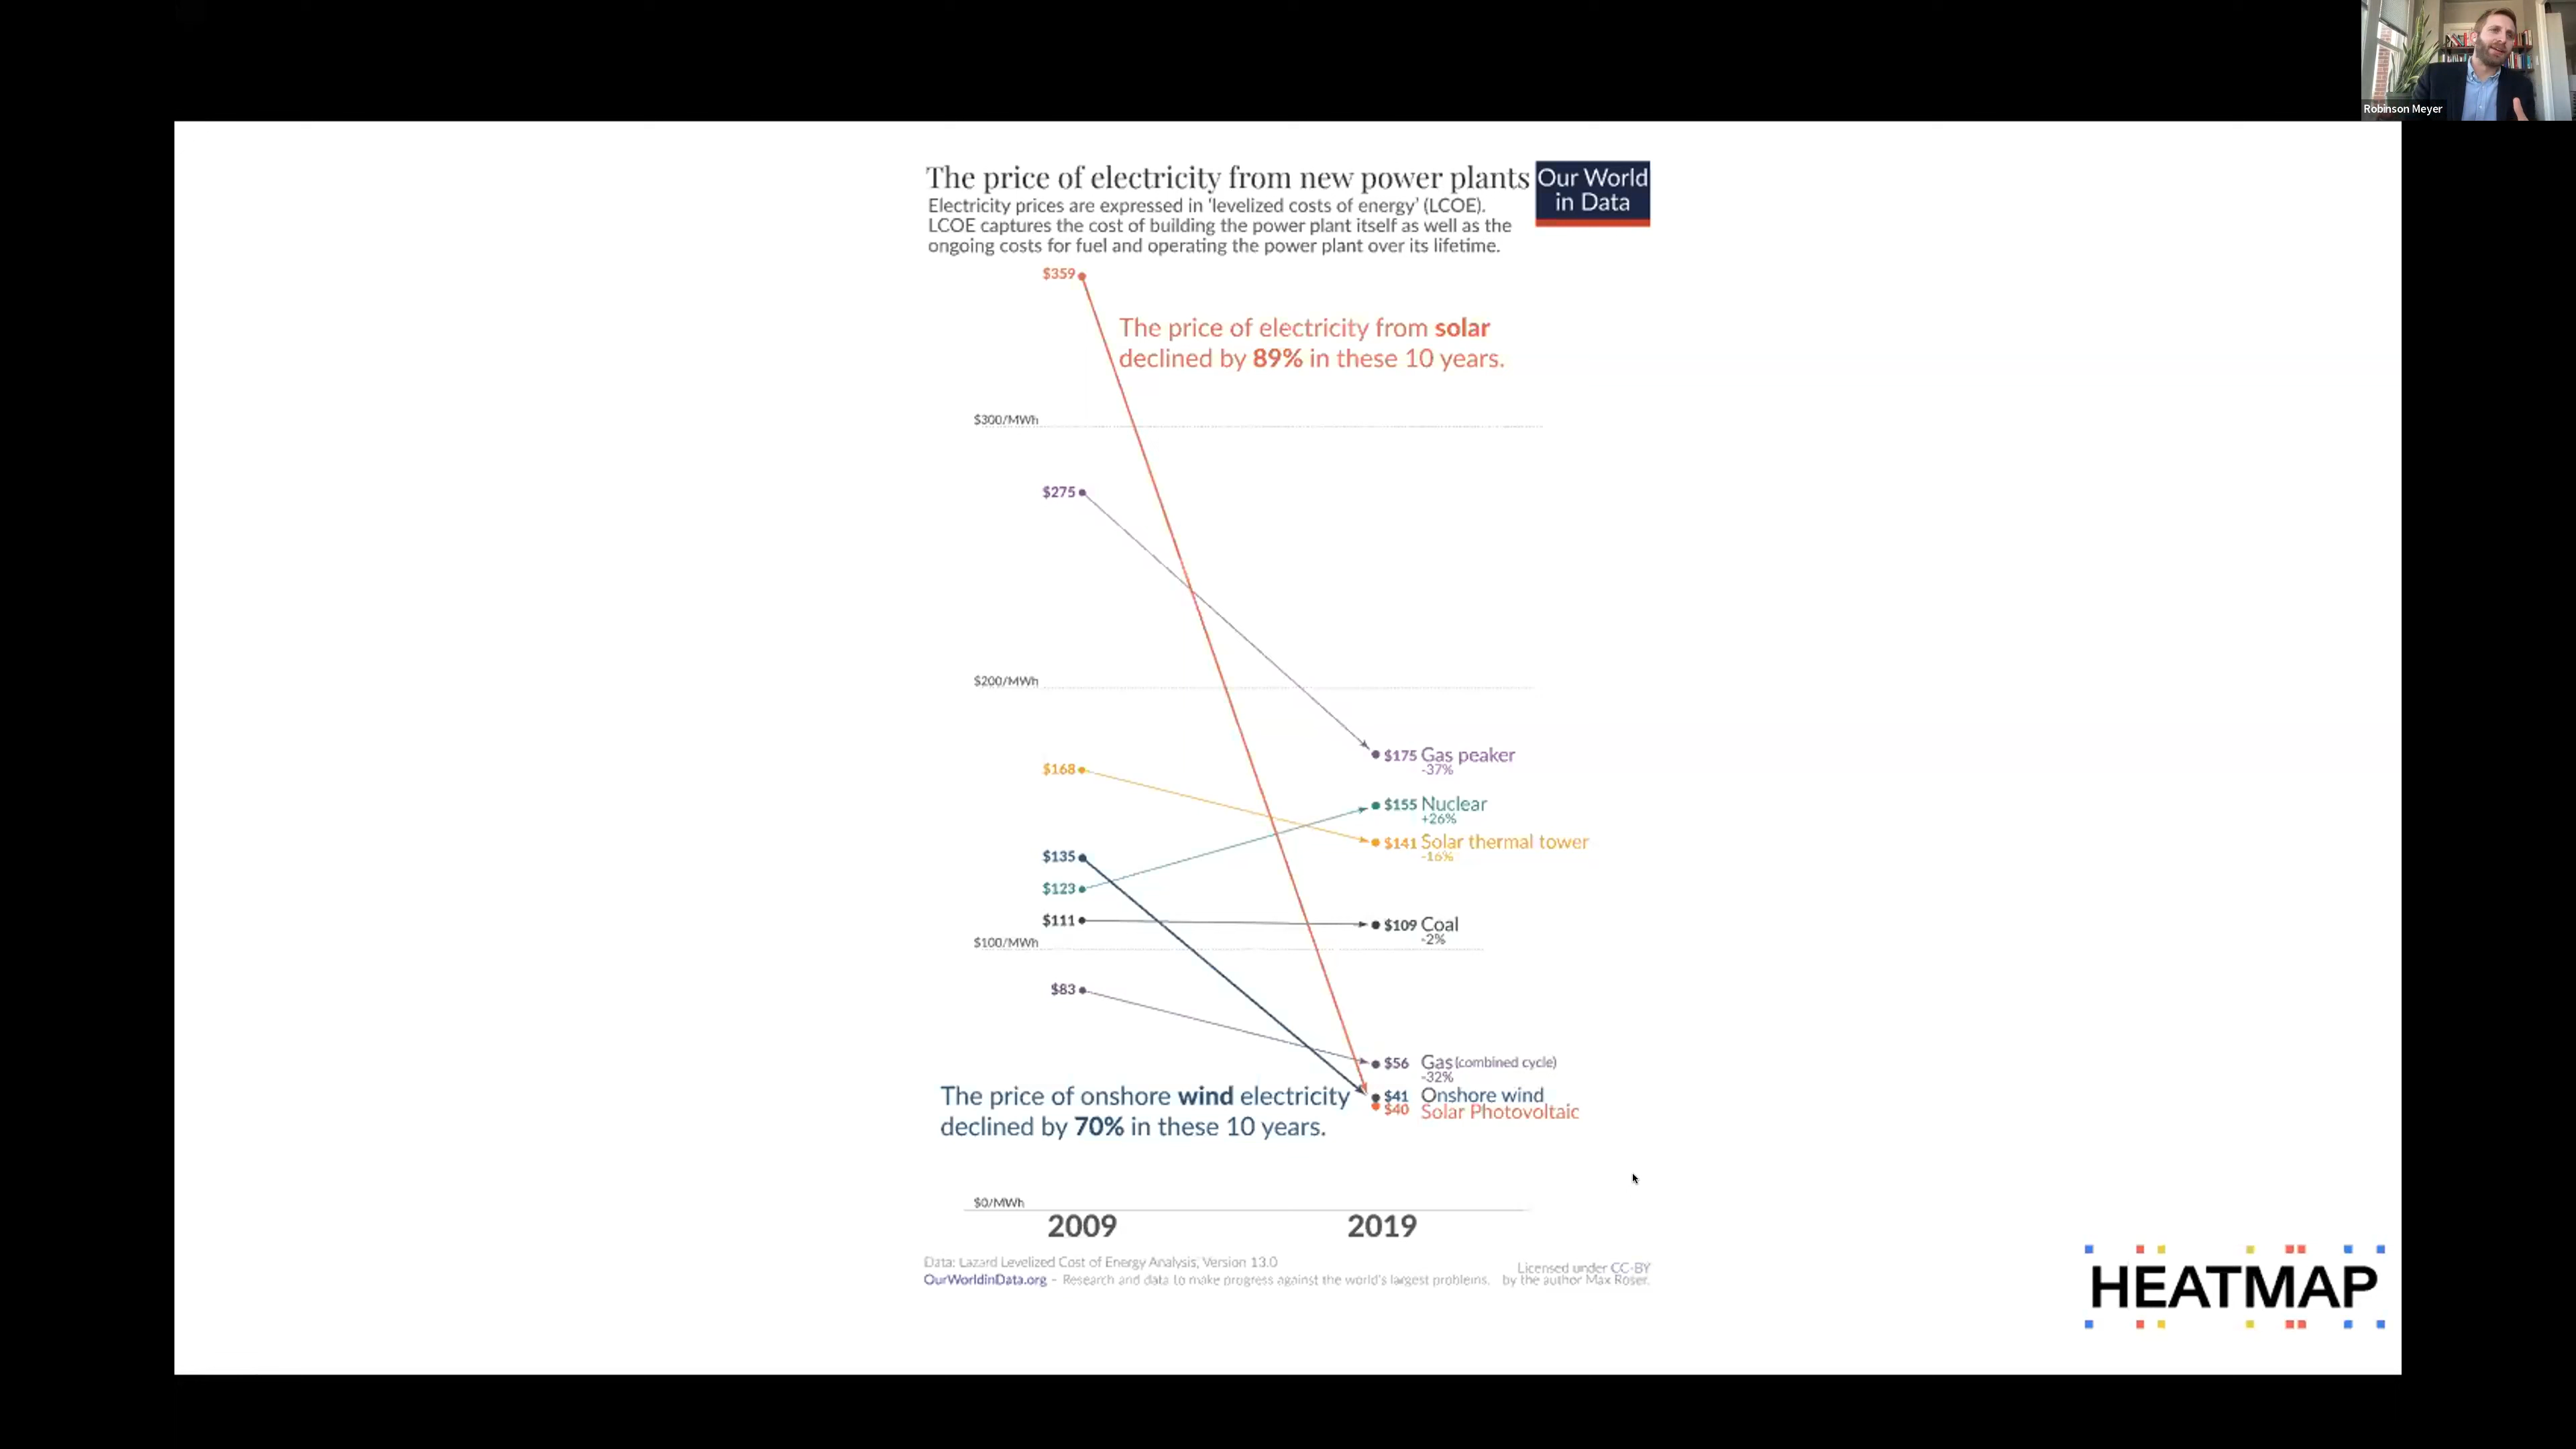 Robinson Meyer
The price of electricity from new power plants
Our World
in Data
Electricity prices are expressed in ‘levelized costs of energy’ (LCOE).
LCOE captures the cost of building the power plant itself as well as the
ongoing costs for fuel and operating the power plant over its lifetime.
$359
The price of electricity from solar
declined by 89% in these 10 years.
$300/MWh
$275
$200/MWh
$175 Gas peaker
-37%
$168
$155 Nuclear
+26%
$141 Solar thermal tower
-16%
$135
$123
$111
$109 Coal
-2%
$100/MWh
$83
$56 Gas (combined cycle)
-32%
$41 Onshore wind
$40 Solar Photovoltaic
The price of onshore wind electricity
declined by 70% in these 10 years.
$0/MWh
2009 2019
Data: Lazard Levelized Cost of Energy Analysis, Version 13.0
OurWorldinData.org – Research and data to make progress against the world's largest problems.
Licensed under CC-BY
by the author Max Roser.
HEATMAP